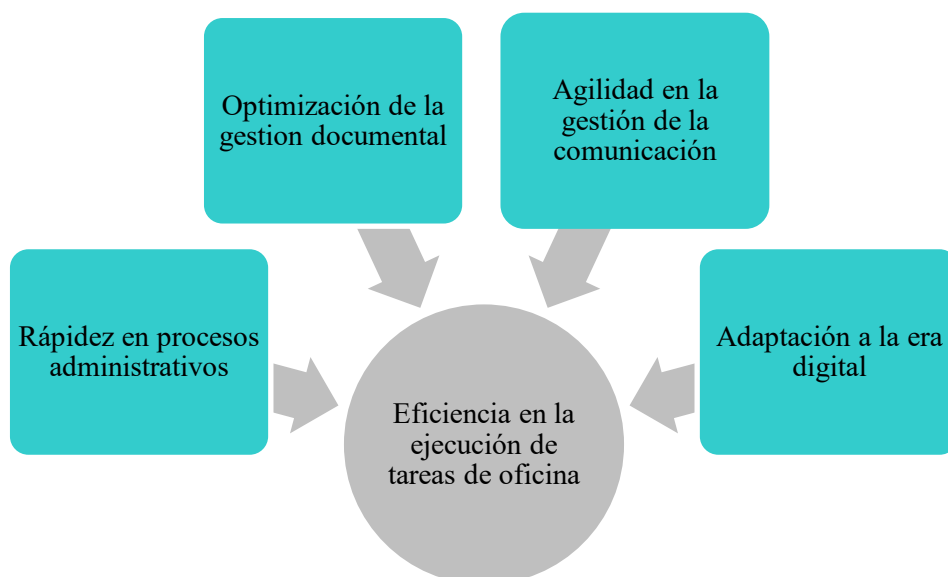 Optimización de la
gestion documental
Agilidad en la
gestión de la
comunicación
Rápidez en procesos
administrativos
Adaptación a la era
digital
Eficiencia en la
ejecución de
tareas de oficina